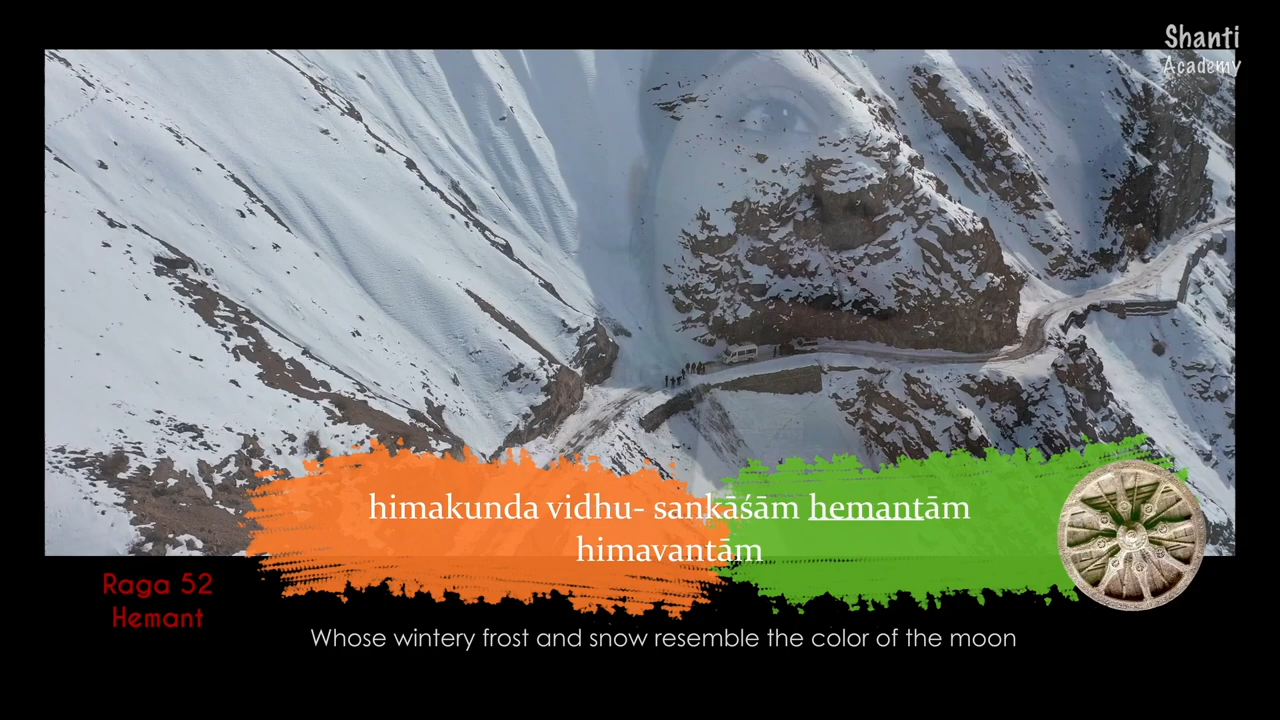 Shanti
Academy
himakunda vidhu- sankāśām hemantām
himavantām
Raga 52
Hemant
Whose wintery frost and snow resemble the color of the moon